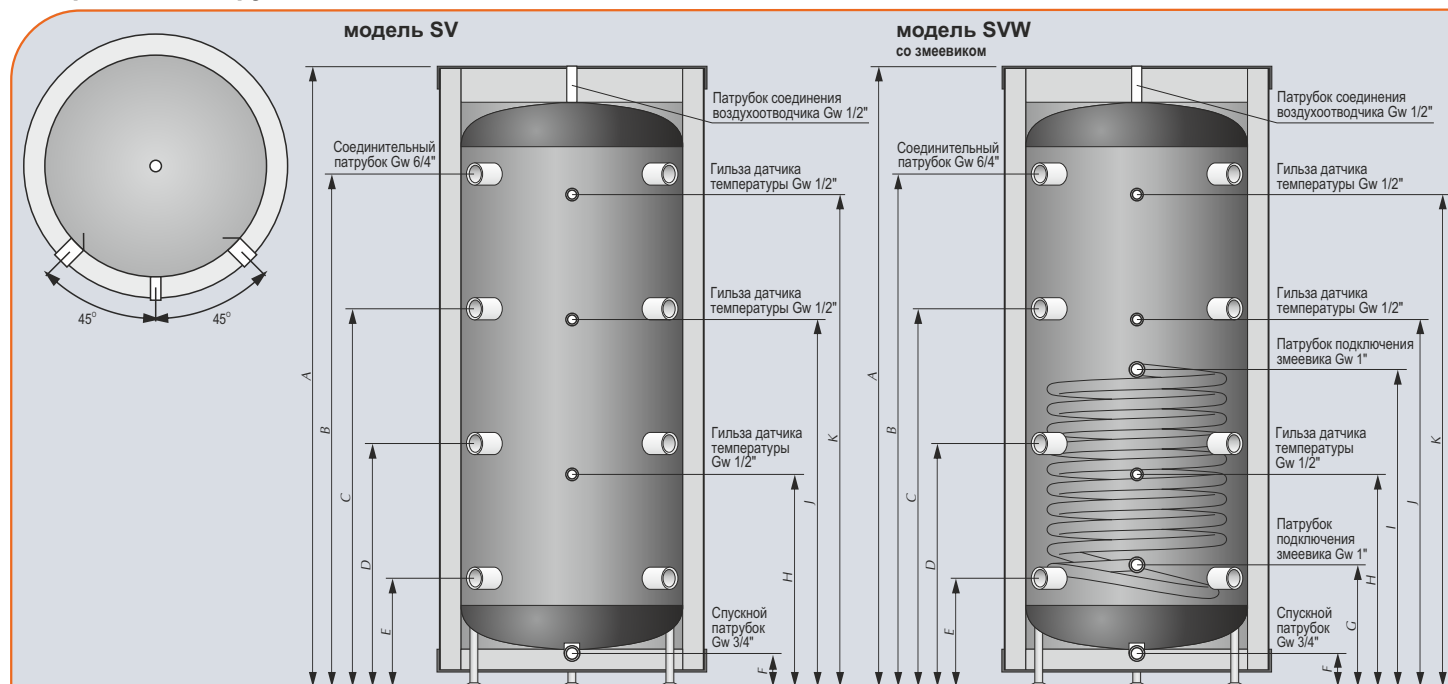 модель SV
Патрубок соединения
воздухоотводчика Gw 1/2"
Соединительный
патрубок Gw 6/4"
Гильза датчика
температуры Gw 1/2"
Гильза датчика
температуры Gw 1/2"
Гильза датчика
температуры
Gw 1/2"
Спускной
патрубок
Gw 3/4"
45°
45°
A
B
C
D
E
F
H
J
K
модель SVW
со змеевиком
Патрубок соединения
воздухоотводчика Gw 1/2"
Соединительный
патрубок Gw 6/4"
Гильза датчика
температуры Gw 1/2"
Гильза датчика
температуры Gw 1/2"
Патрубок подключения
змеевика Gw 1"
Гильза датчика
температуры
Gw 1/2"
Патрубок
подключения
змеевика Gw 1"
Спускной
патрубок
Gw 3/4"
A
B
C
D
E
F
G
H
I
J
K